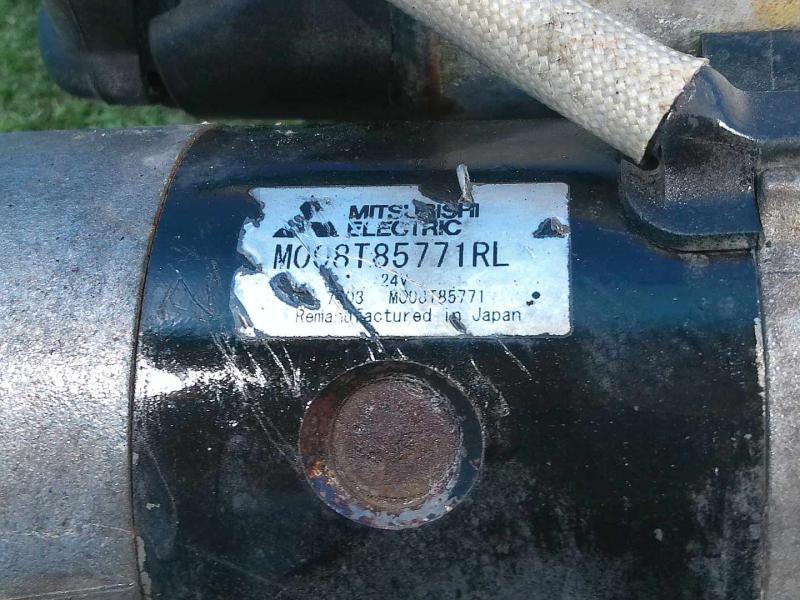 MITSUBISHI
ELECTRIC
M008T85771RL
24V
M008T85771
Remanufactured in Japan